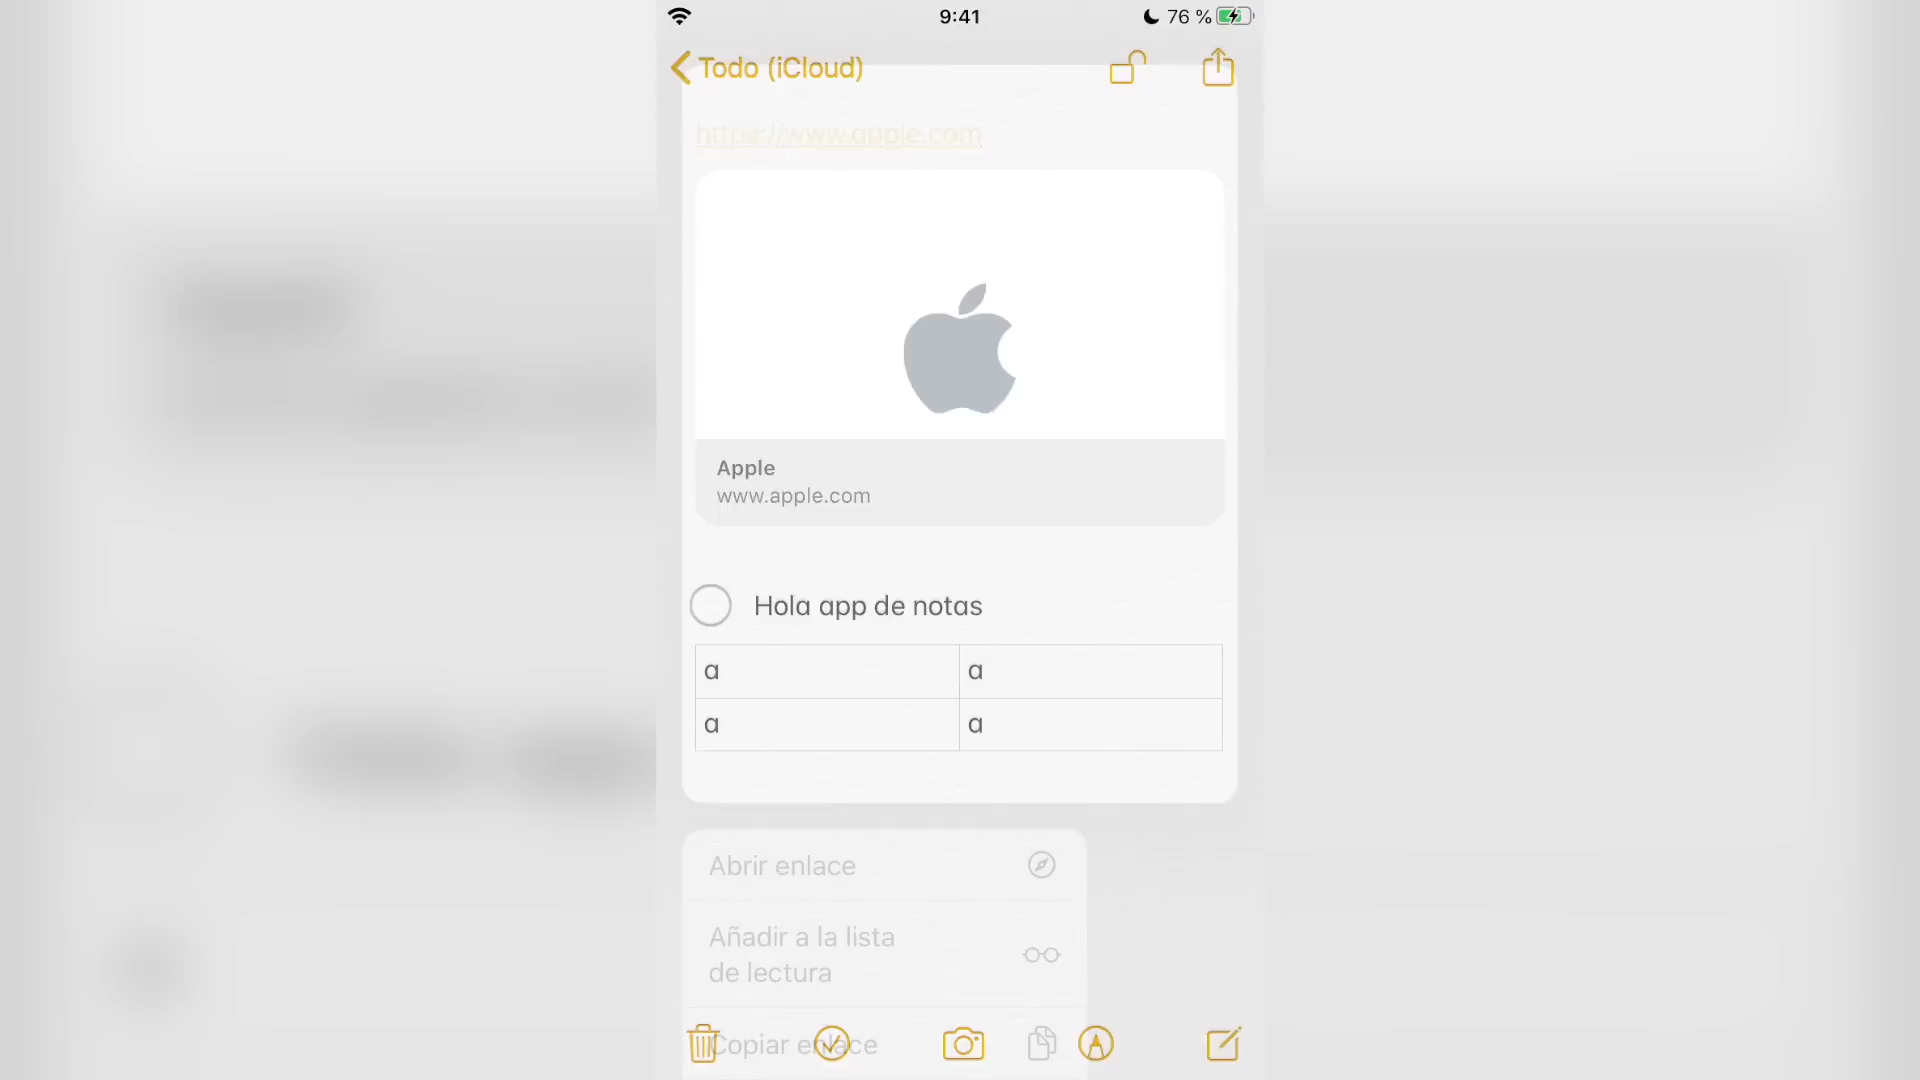 9:41
76 %
Todo (iCloud)
https://www.apple.com
Apple
www.apple.com
Hola app de notas
a a
a a
Abrir enlace
Añadir a la lista
de lectura
Copiar enlace